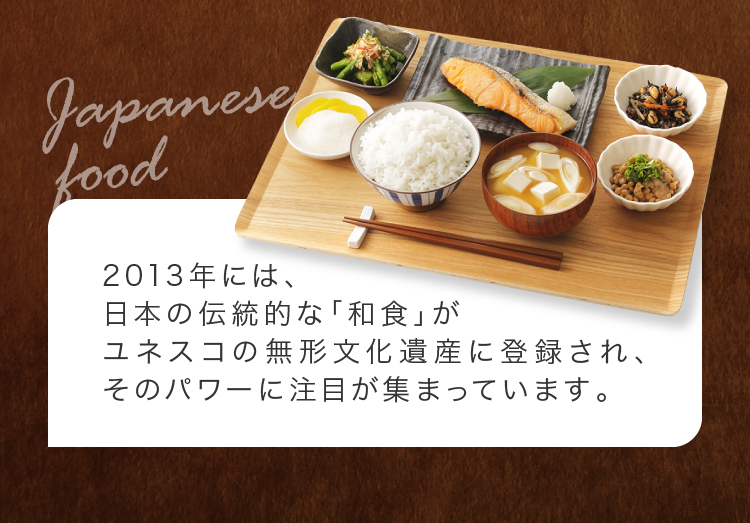 Japanese
food
2013年には、
日本の伝統的な「和食」が
ユネスコの無形文化遺産に登録され、
そのパワーに注目が集まっています。